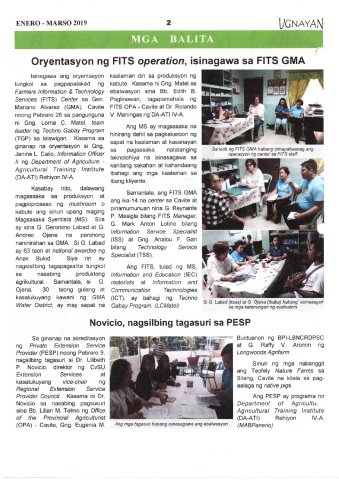 ENERO - MARSO 2019
2
UGNAYAN
MGA BALITA
Oryentasyon ng FITS operation, isinagawa sa FITS GMA
Isinagawa ang oryentasyon
tungkol sa pagpapalakad ng
Farmers Information & Technology
Services (FITS) Center sa Gen.
Mariano Alvarez (GMA), Cavite
noong Pebrero 26 sa pangunguna
ni Gng. Lorna C. Matel, team
leader ng Techno Gabay Program
(TGP) sa lalawigan. Kasama na
ginanap na oryentasyon si Gng.
Janine L. Cailo, Information Officer
II ng Department of Agriculture -
Agricultural Training Institute
(DA-ATI) Rehiyon IV-A.
Kasabay nito, dalawang
magsasaka sa produksyon at
pagpoproseso ng mushroom o
kabute ang sinuri upang maging
Magsasaka Syentista (MS). Sila
ay sina G. Geronimo Labad at G.
Andres Ojena na parehong
naninirahan sa GMA. Si G. Labad
ay 63 taon at national awardee ng
Anak Bukid. Siya rin ay
nagsisilbing tagapagsalita tungkol
sa nasabing produktong
agrikultural. Samantala, si G.
Ojena, 30 taong gulang at
kasalukuyang kawani ng GMA
Water District, ay may sapat na
kaalaman din sa produksyon ng
kabute. Kasama ni Gng. Matel sa
ebalwasyon sina Bb. Edith B.
Paglinawan, tagapamahala ng
FITS OPA - Cavite at Dr. Rolando
V. Maningas ng DA-ATI IV-A.
Ang MS ay magsasaka na
hinirang dahil sa pagkakaroon ng
sapat na kaalaman at kasanayan
sa pagsasaka, natatanging
teknolohiya na isinasagawa sa
kanilang sakahan at kahandaang
ibahagi ang mga kaalaman sa
ibang kliyente.
Samantala, ang FITS GMA
ang ika-14 na center sa Cavite at
pinamumunuan nina G. Reynante
P. Masigla bilang FITS Manager,
G. Mark Anton Lotino bilang
Information Service Specialist
(ISS) at Gng. Analou F. Gan
bilang Technology Service
Specialist (TSS).
Ang FITS, tulad ng MS,
Information and Education (IEC)
materials at Information and
Communication Technologies
(ICT), ay bahagi ng Techno
Gabay Program. (LCMatel)
Sa loob ng FITS GMA habang ipinapaliwanag ang
operasyon ng center sa FITS staff
Si G. Labad (kaliwa) at G. Ojena (ibaba) habang sumasagot
sa mga katanungan ng evaluators
Novicio, nagsilbing tagasuri sa PESP
Sa ginanap na akreditasyon
ng Private Extension Service
Provider (PESP) noong Pebrero 9,
nagsilbing tagasuri si Dr. Lilibeth
P. Novicio, direktor ng CvSU
Extension Services at
kasalukuyang vice-chair ng
Regional Extension Service
Provider Council. Kasama ni Dr.
Novicio sa nasabing pagsusuri
sina Bb. Lilian M. Telmo ng Office
of the Provincial Agriculturist
(OPA) - Cavite, Gng. Eugenia M.
Ang mga tagasuri habang isinasagawa ang ebalwasyon
Buctuanon ng BPI-LBNCRDPSC
at G. Raffy V. Aromin ng
Longwoods Agrifarm.
Sinuri ng mga nabanggit
ang Teofely Nature Farms sa
Silang, Cavite na kilala sa pag-
aalaga ng native pigs.
Ang PESP ay programa ng
Department of Agriculture-
Agricultural Training Institute
(DA-ATI) Rehiyon IV-A.
(MABPareno)